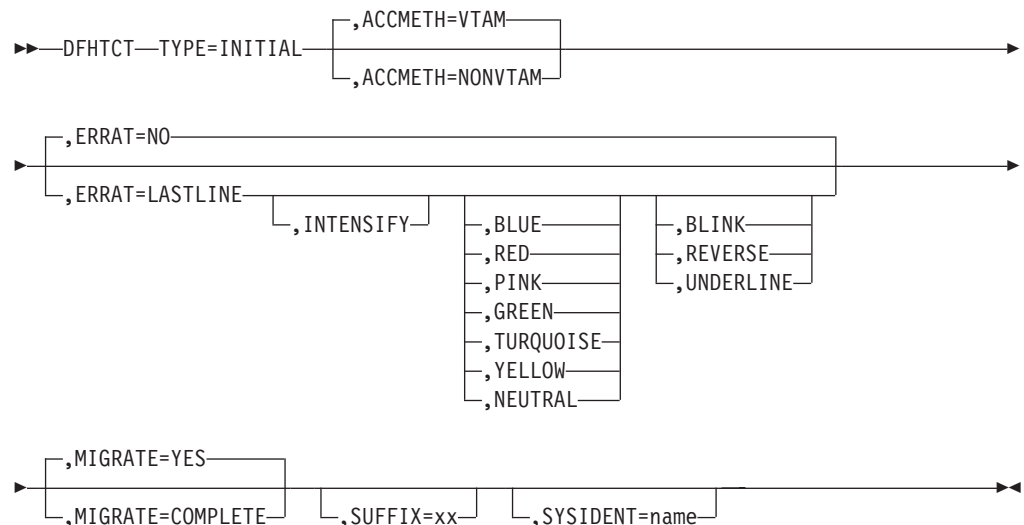 ,ACCMETH=VTAM
DFHTCT TYPE=INITIAL
,ACCMETH=NONVTAM
,ERRAT=NO
,ERRAT=LASTLINE
,INTENSIFY ,BLUE ,BLINK
,RED ,REVERSE
,PINK ,UNDERLINE
,GREEN
,TURQUOISE
,YELLOW
,NEUTRAL
,MIGRATE=YES
,MIGRATE=COMPLETE ,SUFFIX=xx ,SYSIDENT=name